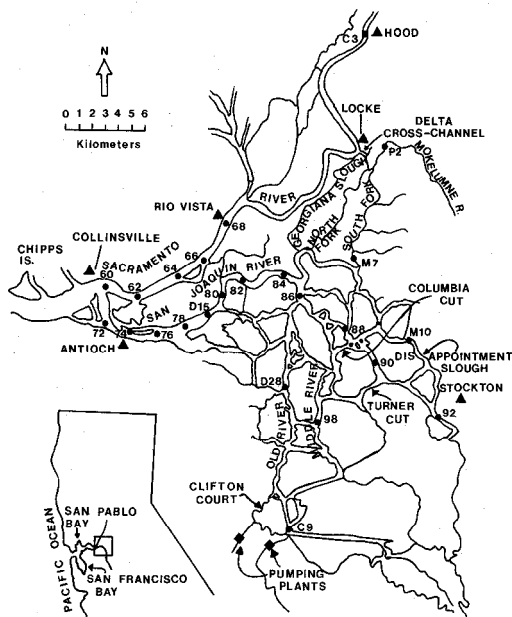 C3
HOOD
N
0 1 2 3 4 5 6
Kilometers
LOCKE
DELTA
CROSS-CHANNEL
P2
MOKELUMNE R.
GEORGIANA SLOUGH
NORTH
FORK
SOUTH FORK
RIO VISTA
RIVER
68
CHIPPS
IS.
COLLINSVILLE
SACRAMENTO
60
62
64
66
M7
SAN
JOAQUIN RIVER
80
82
84
86
D15
COLUMBIA
CUT
72
74
76
78
ANTIOCH
88
M10
90
DIS APPOINTMENT
SLOUGH
STOCKTON
92
D28
TURNER
CUT
98
OLD RIVER
MIDDLE RIVER
CLIFTON
COURT
C9
PUMPING
PLANTS
SAN
BAY
PABLO
SAN FRANCISCO
BAY
PACIFIC OCEAN